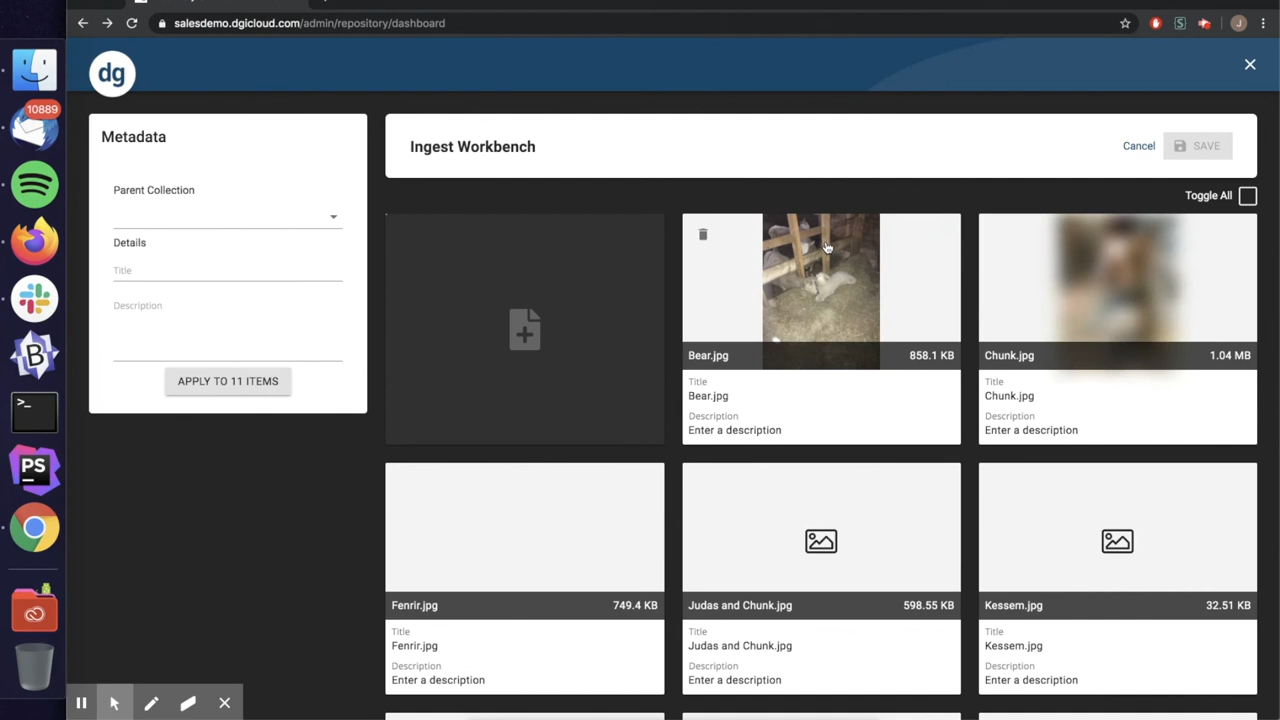 salesdemo.dgicloud.com/admin/repository/dashboard
J
10889
dg
Metadata
Parent Collection
Details
Title
Description
APPLY TO 11 ITEMS
Ingest Workbench
Cancel
SAVE
Toggle All
Bear.jpg 858.1 KB
Title
Bear.jpg
Description
Enter a description
Chunk.jpg 1.04 MB
Title
Chunk.jpg
Description
Enter a description
Fenrir.jpg 749.4 KB
Title
Fenrir.jpg
Description
Enter a description
Judas and Chunk.jpg 598.55 KB
Title
Judas and Chunk.jpg
Description
Enter a description
Kessem.jpg 32.51 KB
Title
Kessem.jpg
Description
Enter a description
B
>_
PS